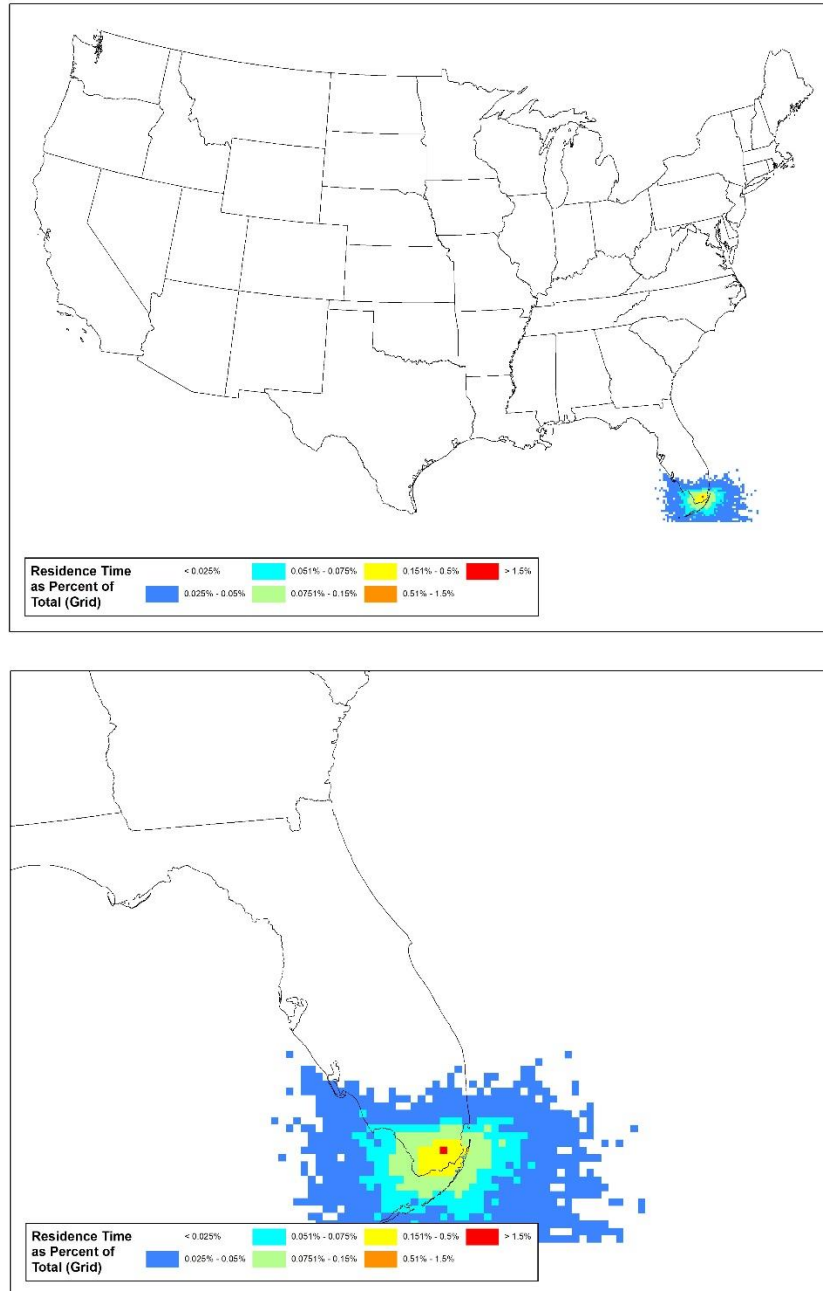 Residence Time
as Percent of
Total (Grid)
< 0.025% 0.051% - 0.075% 0.151% - 0.5% > 1.5%
0.025% - 0.05% 0.0751% - 0.15% 0.51% - 1.5%
Residence Time
as Percent of
Total (Grid)
< 0.025% 0.051% - 0.075% 0.151% - 0.5% > 1.5%
0.025% - 0.05% 0.0751% - 0.15% 0.51% - 1.5%